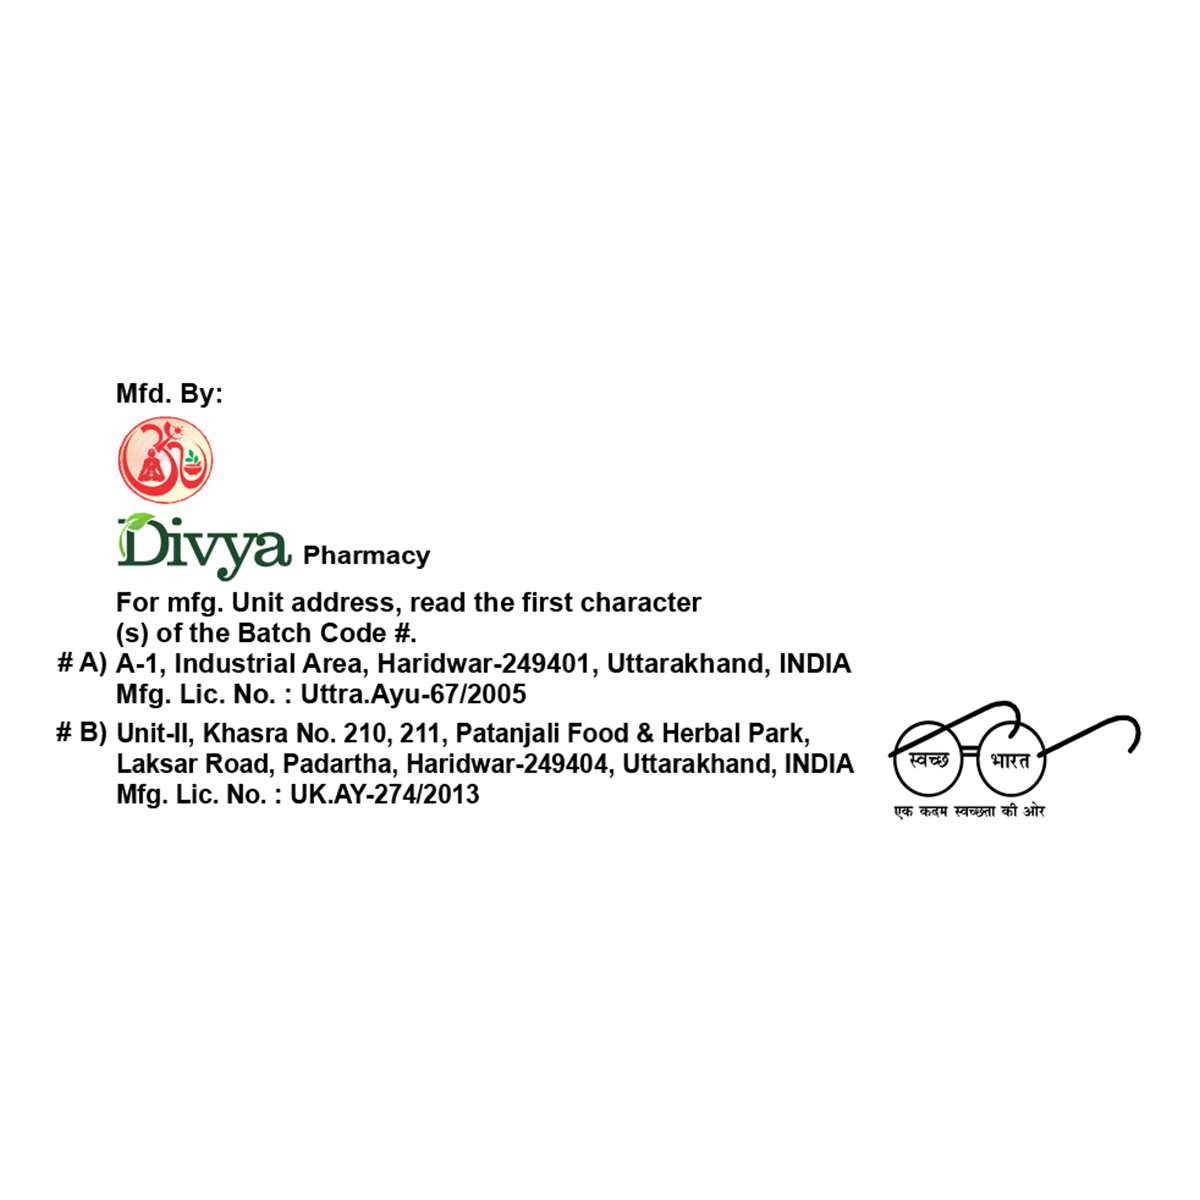 Mfd. By:
Divya Pharmacy
For mfg. Unit address, read the first character
(s) of the Batch Code #.
# A) A-1, Industrial Area, Haridwar-249401, Uttarakhand, INDIA
Mfg. Lic. No. : Uttra.Ayu-67/2005
# B) Unit-II, Khasra No. 210, 211, Patanjali Food & Herbal Park,
Laksar Road, Padartha, Haridwar-249404, Uttarakhand, INDIA
Mfg. Lic. No. : UK.AY-274/2013
स्वच्छ भारत
एक कदम स्वच्छता की ओर